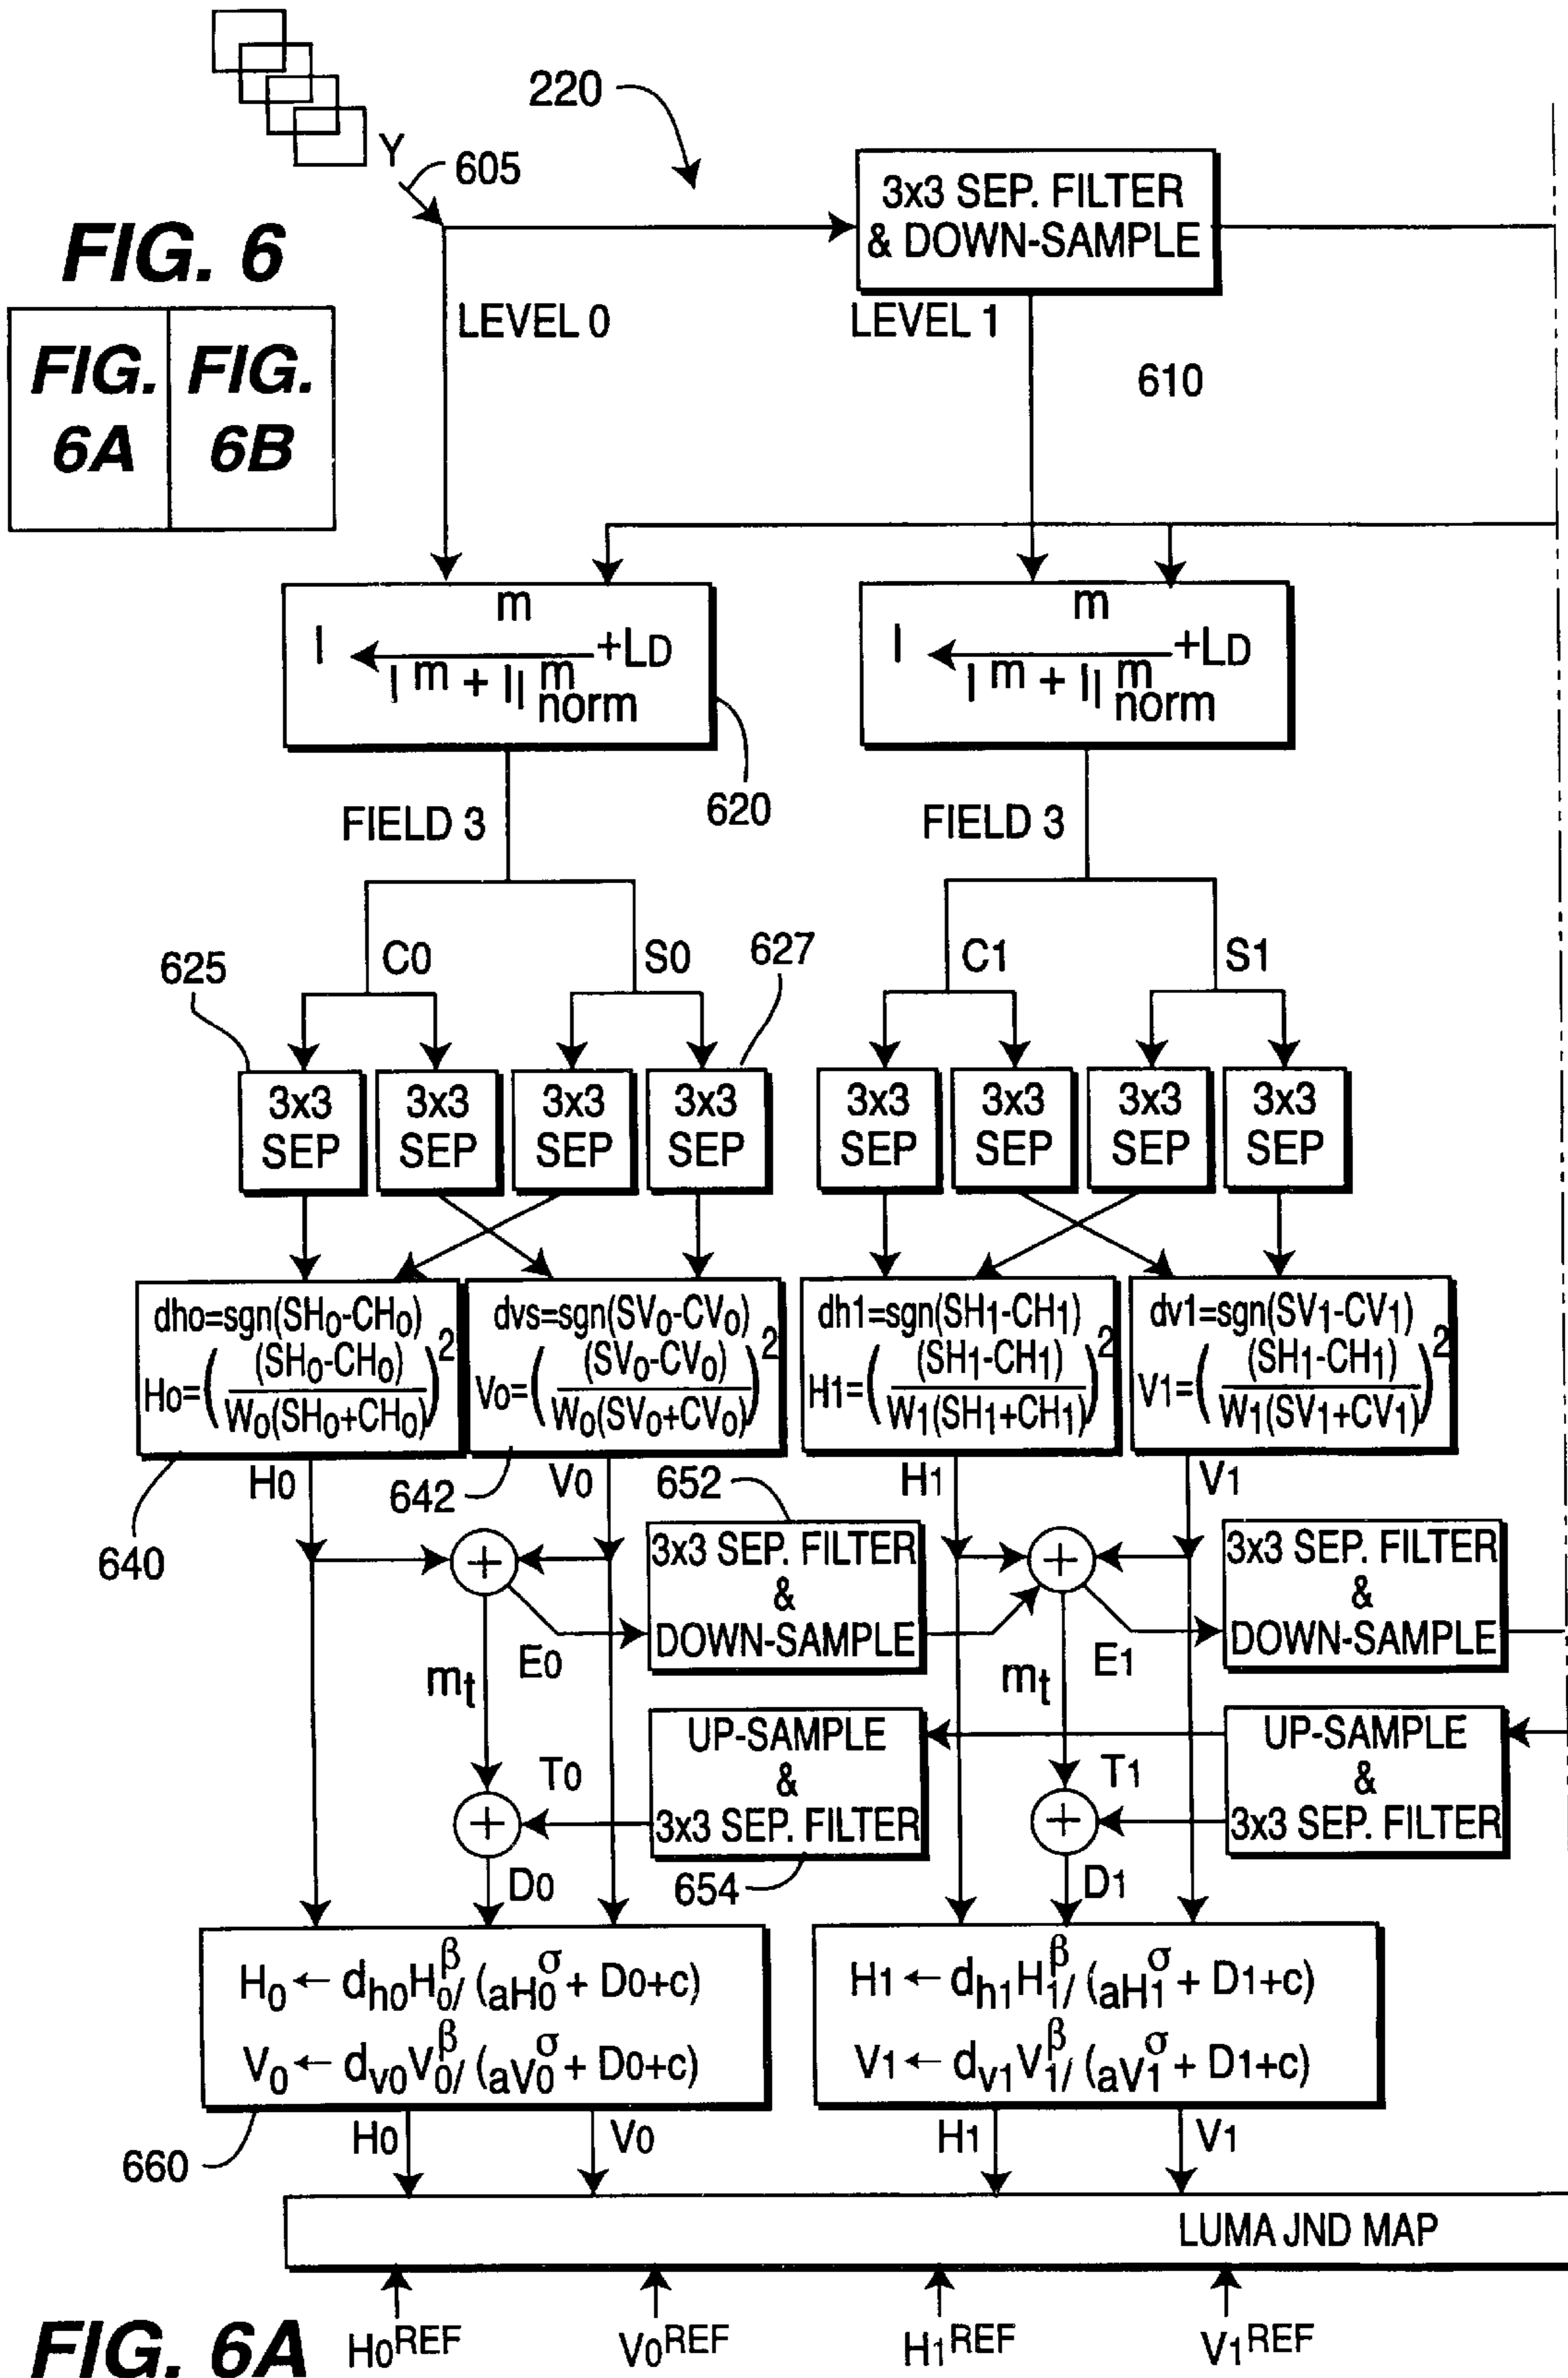 220
Y
605
3x3 SEP. FILTER
& DOWN-SAMPLE
FIG. 6
FIG.
6A
FIG.
6B
LEVEL 0
LEVEL 1
610
m
I ← +LD
I m + I| m
norm
m
I ← +LD
I m + I| m
norm
620
FIELD 3
FIELD 3
625
C0
S0
627
C1
S1
3x3
SEP
3x3
SEP
3x3
SEP
3x3
SEP
3x3
SEP
3x3
SEP
3x3
SEP
3x3
SEP
dho=sgn(SH0-CH0)
H0=((SH0-CH0)/W0(SH0+CH0))2
dvs=sgn(SV0-CV0)
V0=((SV0-CV0)/W0(SV0+CV0))2
dh1=sgn(SH1-CH1)
H1=((SH1-CH1)/W1(SH1+CH1))2
dv1=sgn(SV1-CV1)
V1=((SH1-CH1)/W1(SV1+CV1))2
H0
642
V0
652
H1
V1
640
+
3x3 SEP. FILTER
&
DOWN-SAMPLE
+
3x3 SEP. FILTER
&
DOWN-SAMPLE
E0
E1
mt
mt
UP-SAMPLE
&
3x3 SEP. FILTER
UP-SAMPLE
&
3x3 SEP. FILTER
T0
T1
+
+
D0
654
D1
H0 ← dh0 H0β/ (aH0σ + D0+c)
V0 ← dv0 V0β/ (aV0σ + D0+c)
H1 ← dh1 H1β/ (aH1σ + D1+c)
V1 ← dv1 V1β/ (aV1σ + D1+c)
660
H0
V0
H1
V1
LUMA JND MAP
FIG. 6A
H0REF
V0REF
H1REF
V1REF